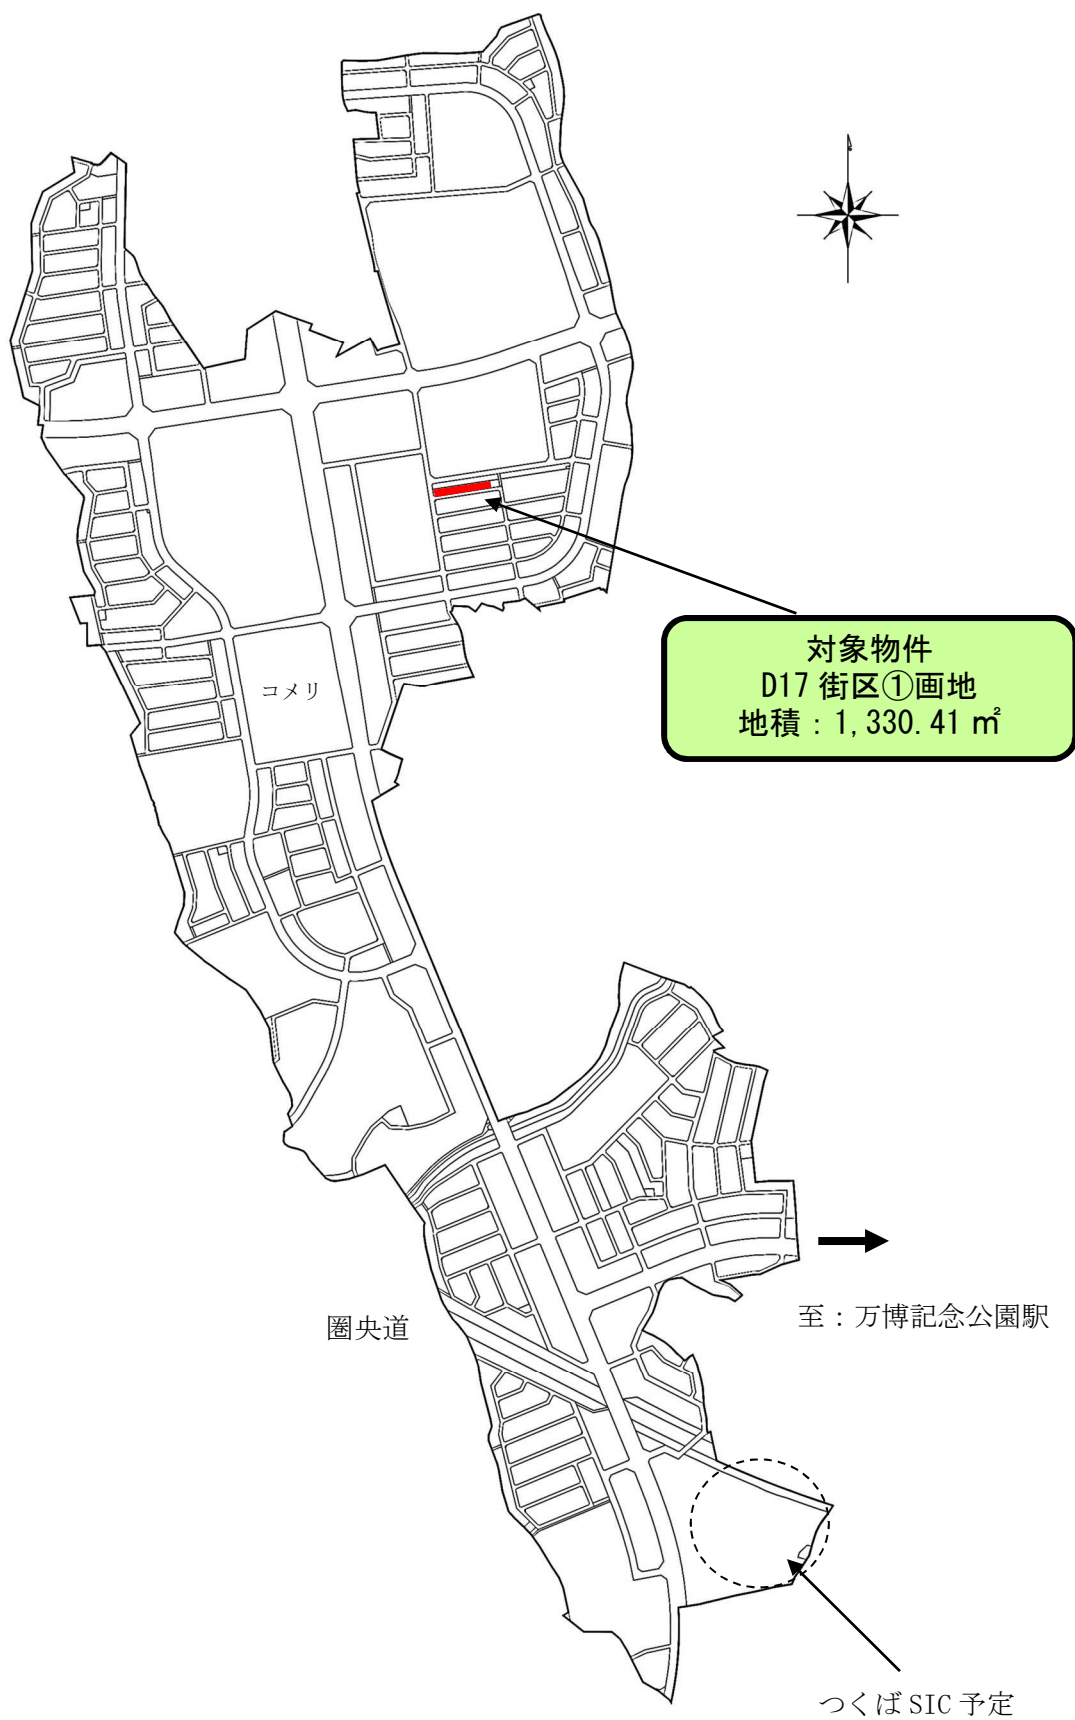 コメリ
対象物件
D17 街区①画地
地積：1,330.41 ㎡
圏央道
至：万博記念公園駅
つくば SIC 予定